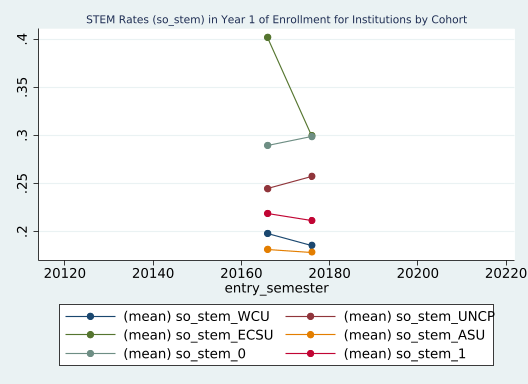 STEM Rates (so_stem) in Year 1 of Enrollment for Institutions by Cohort
.4
.35
.3
.25
.2
20120 20140 20160 20180 20200 20220
entry_semester
(mean) so_stem_WCU (mean) so_stem_UNCP
(mean) so_stem_ECSU (mean) so_stem_ASU
(mean) so_stem_0 (mean) so_stem_1